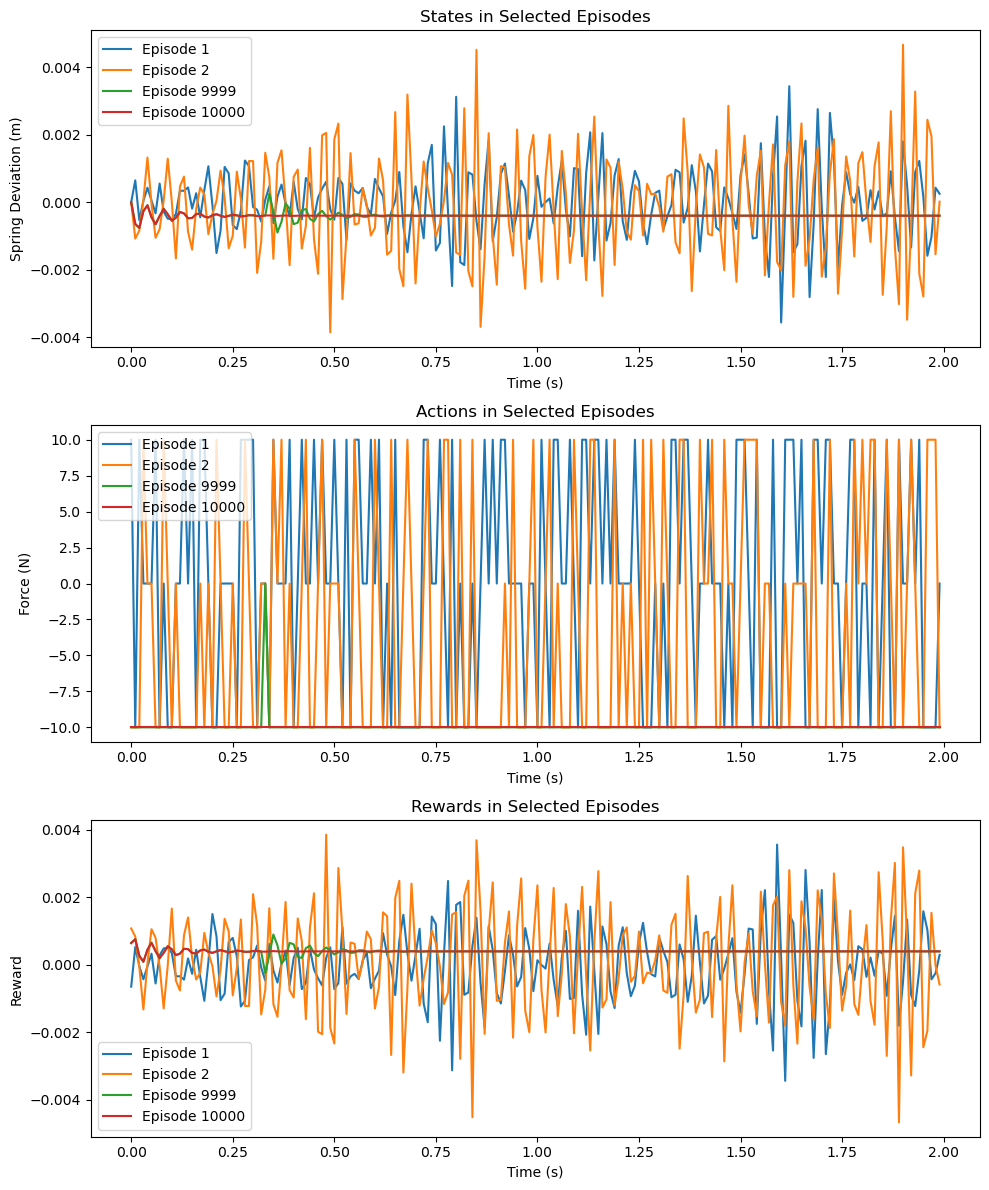 States in Selected Episodes
Episode 1
Episode 2
Episode 9999
Episode 10000
0.004
0.002
0.000
−0.002
−0.004
Spring Deviation (m)
0.00 0.25 0.50 0.75 1.00 1.25 1.50 1.75 2.00
Time (s)
Actions in Selected Episodes
Episode 1
Episode 2
Episode 9999
Episode 10000
10.0
7.5
5.0
2.5
0.0
−2.5
−5.0
−7.5
−10.0
Force (N)
0.00 0.25 0.50 0.75 1.00 1.25 1.50 1.75 2.00
Time (s)
Rewards in Selected Episodes
0.004
0.002
0.000
−0.002
−0.004
Reward
Episode 1
Episode 2
Episode 9999
Episode 10000
0.00 0.25 0.50 0.75 1.00 1.25 1.50 1.75 2.00
Time (s)